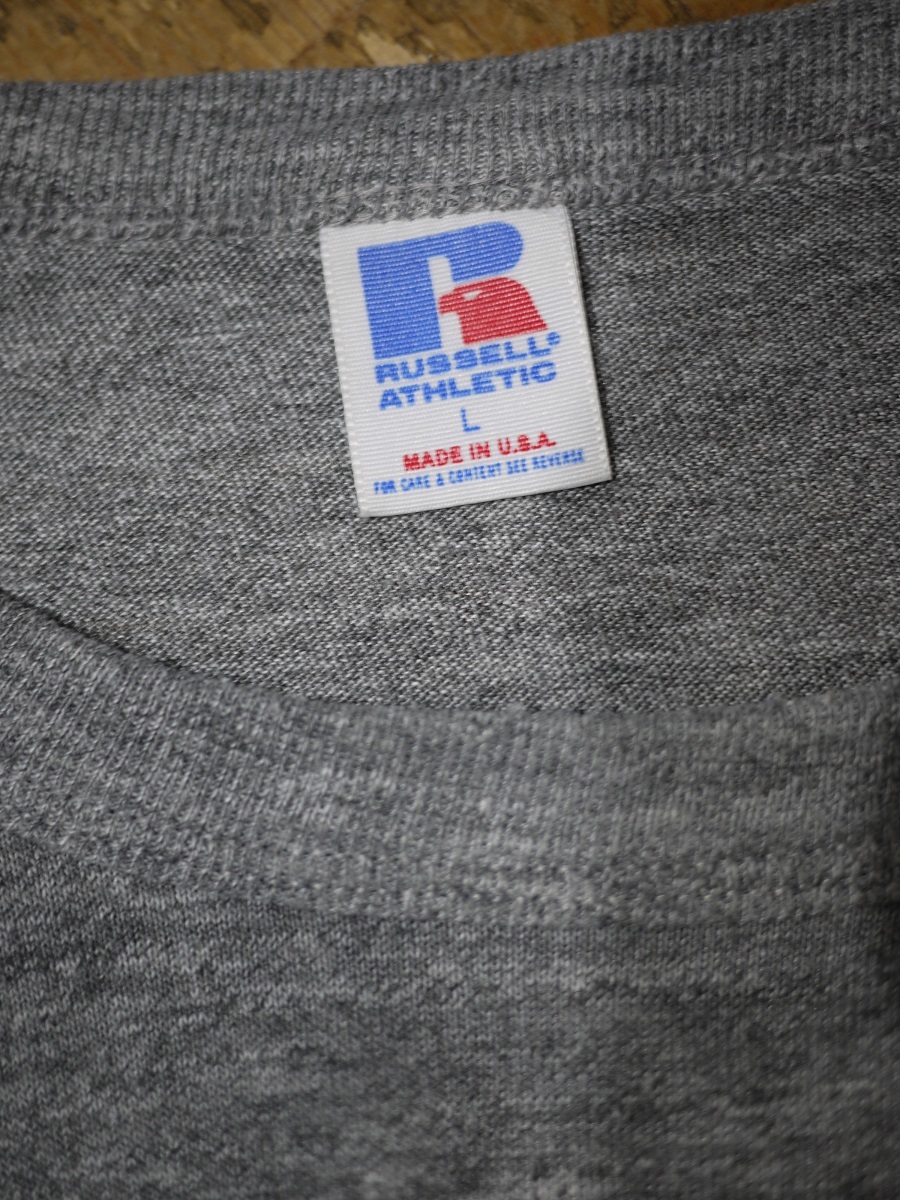 RUSSELL®
ATHLETIC
L
MADE IN U.S.A.
FOR CARE & CONTENT SEE REVERSE